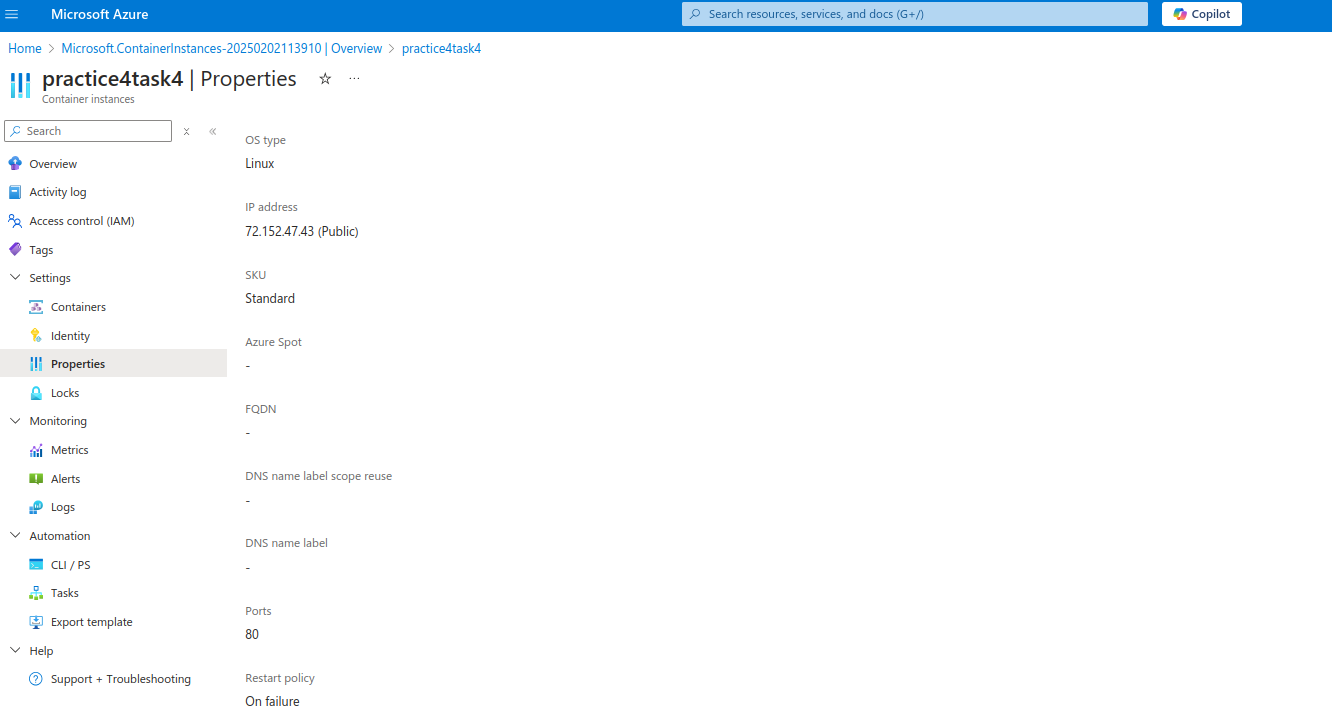 Microsoft Azure
Search resources, services, and docs (G+/)
Copilot
Home > Microsoft.ContainerInstances-20250202113910 | Overview > practice4task4
practice4task4 | Properties
Container instances
Search
Overview
Activity log
Access control (IAM)
Tags
Settings
Containers
Identity
Properties
Locks
Monitoring
Metrics
Alerts
Logs
Automation
CLI / PS
Tasks
Export template
Help
Support + Troubleshooting
OS type
Linux
IP address
72.152.47.43 (Public)
SKU
Standard
Azure Spot
-
FQDN
-
DNS name label scope reuse
-
DNS name label
-
Ports
80
Restart policy
On failure